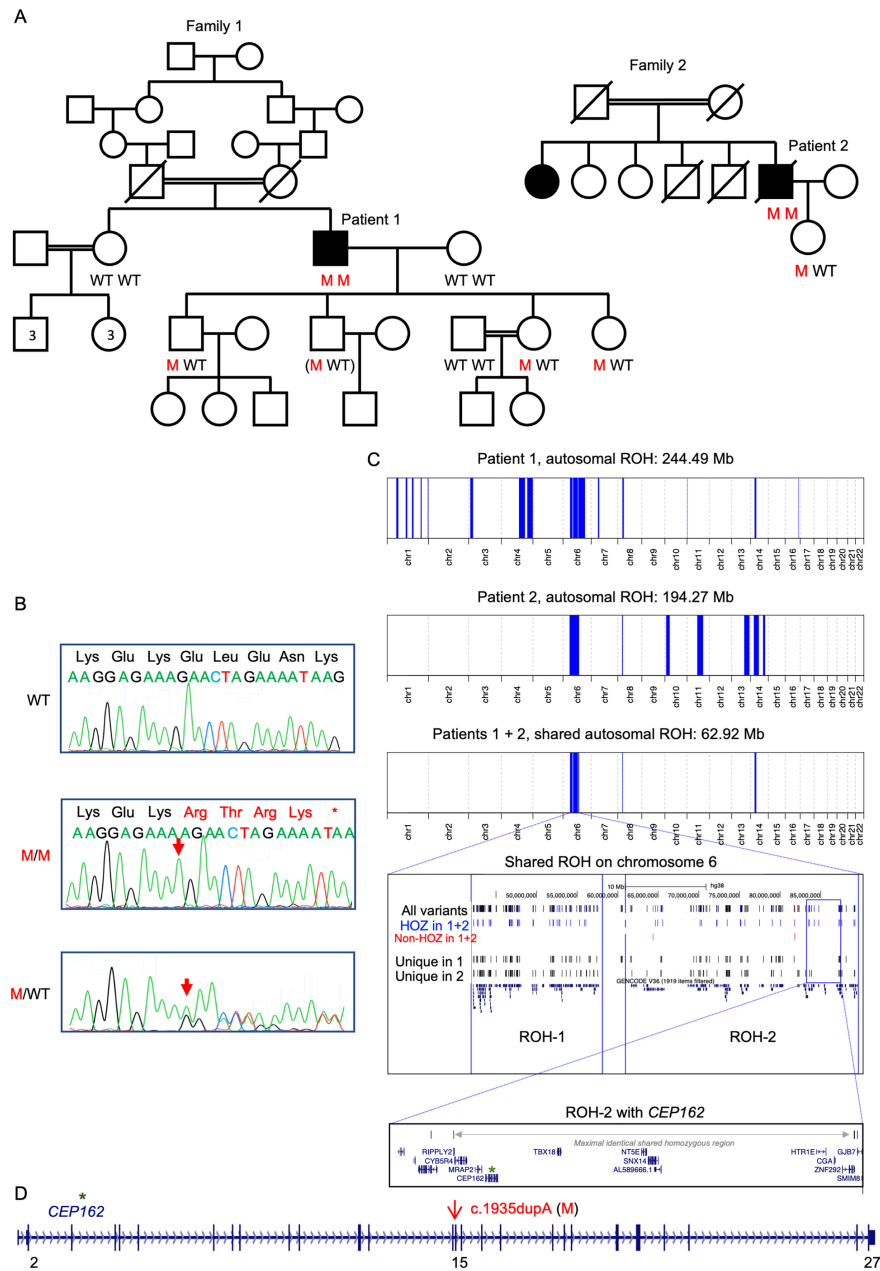 A
Family 1
Family 2
Patient 2
M M
M WT
Patient 1
WT WT
M M
WT WT
3
3
M WT
(M WT)
WT WT
M WT
M WT
B
WT
Lys Glu Lys Glu Leu Glu Asn Lys
AAGGAGAAAGAACTAGAAAATAAG
M/M
Lys Glu Lys Arg Thr Arg Lys *
AAGGAGAAAAGAACTAGAAAATAA
M/WT
C
Patient 1, autosomal ROH: 244.49 Mb
chr1 chr2 chr3 chr4 chr5 chr6 chr7 chr8 chr9 chr10 chr11 chr12 chr13 chr14 chr15 chr16 chr17 chr18 chr19 chr20 chr21 chr22
Patient 2, autosomal ROH: 194.27 Mb
chr1 chr2 chr3 chr4 chr5 chr6 chr7 chr8 chr9 chr10 chr11 chr12 chr13 chr14 chr15 chr16 chr17 chr18 chr19 chr20 chr21 chr22
Patients 1 + 2, shared autosomal ROH: 62.92 Mb
chr1 chr2 chr3 chr4 chr5 chr6 chr7 chr8 chr9 chr10 chr11 chr12 chr13 chr14 chr15 chr16 chr17 chr18 chr19 chr20 chr21 chr22
Shared ROH on chromosome 6
10 Mb hg38
50,000,000 55,000,000 60,000,000 65,000,000 70,000,000 75,000,000 80,000,000 85,000,000
All variants
HOZ in 1+2
Non-HOZ in 1+2
Unique in 1
Unique in 2
GENCODE V36 (1919 items filtered)
ROH-1
ROH-2
ROH-2 with CEP162
Maximal identical shared homozygous region
RIPPLY2 TBX18 NT5E HTR1E GJB7
CYB5R4 SNX14 CGA
MRAP2 * AL589666.1 ZNF292
CEP162 SMIM8
D
*
CEP162
c.1935dupA (M)
2
15
27